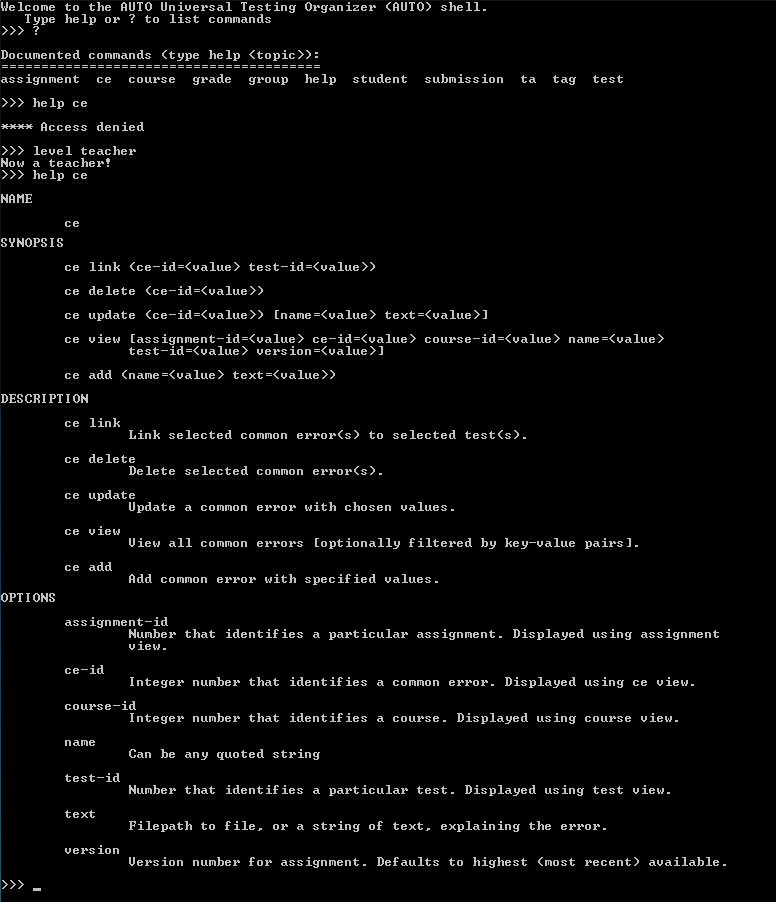 Welcome to the AUTO Universal Testing Organizer (AUTO) shell.
   Type help or ? to list commands
>>> ?
Documented commands (type help <topic>):
========================================
assignment  ce  course  grade  group  help  student  submission  ta  tag  test
>>> help ce
**** Access denied
>>> level teacher
Now a teacher!
>>> help ce
NAME
        ce
SYNOPSIS
        ce link (ce-id=<value> test-id=<value>)
        ce delete (ce-id=<value>)
        ce update (ce-id=<value>) [name=<value> text=<value>]
        ce view [assignment-id=<value> ce-id=<value> course-id=<value> name=<value>
                test-id=<value> version=<value>]
        ce add (name=<value> text=<value>)
DESCRIPTION
        ce link
                Link selected common error(s) to selected test(s).
        ce delete
                Delete selected common error(s).
        ce update
                Update a common error with chosen values.
        ce view
                View all common errors [optionally filtered by key-value pairs].
        ce add
                Add common error with specified values.
OPTIONS
        assignment-id
                Number that identifies a particular assignment. Displayed using assignment
                view.
        ce-id
                Integer number that identifies a common error. Displayed using ce view.
        course-id
                Integer number that identifies a course. Displayed using course view.
        name
                Can be any quoted string
        test-id
                Number that identifies a particular test. Displayed using test view.
        text
                Filepath to file, or a string of text, explaining the error.
        version
                Version number for assignment. Defaults to highest (most recent) available.
>>> _